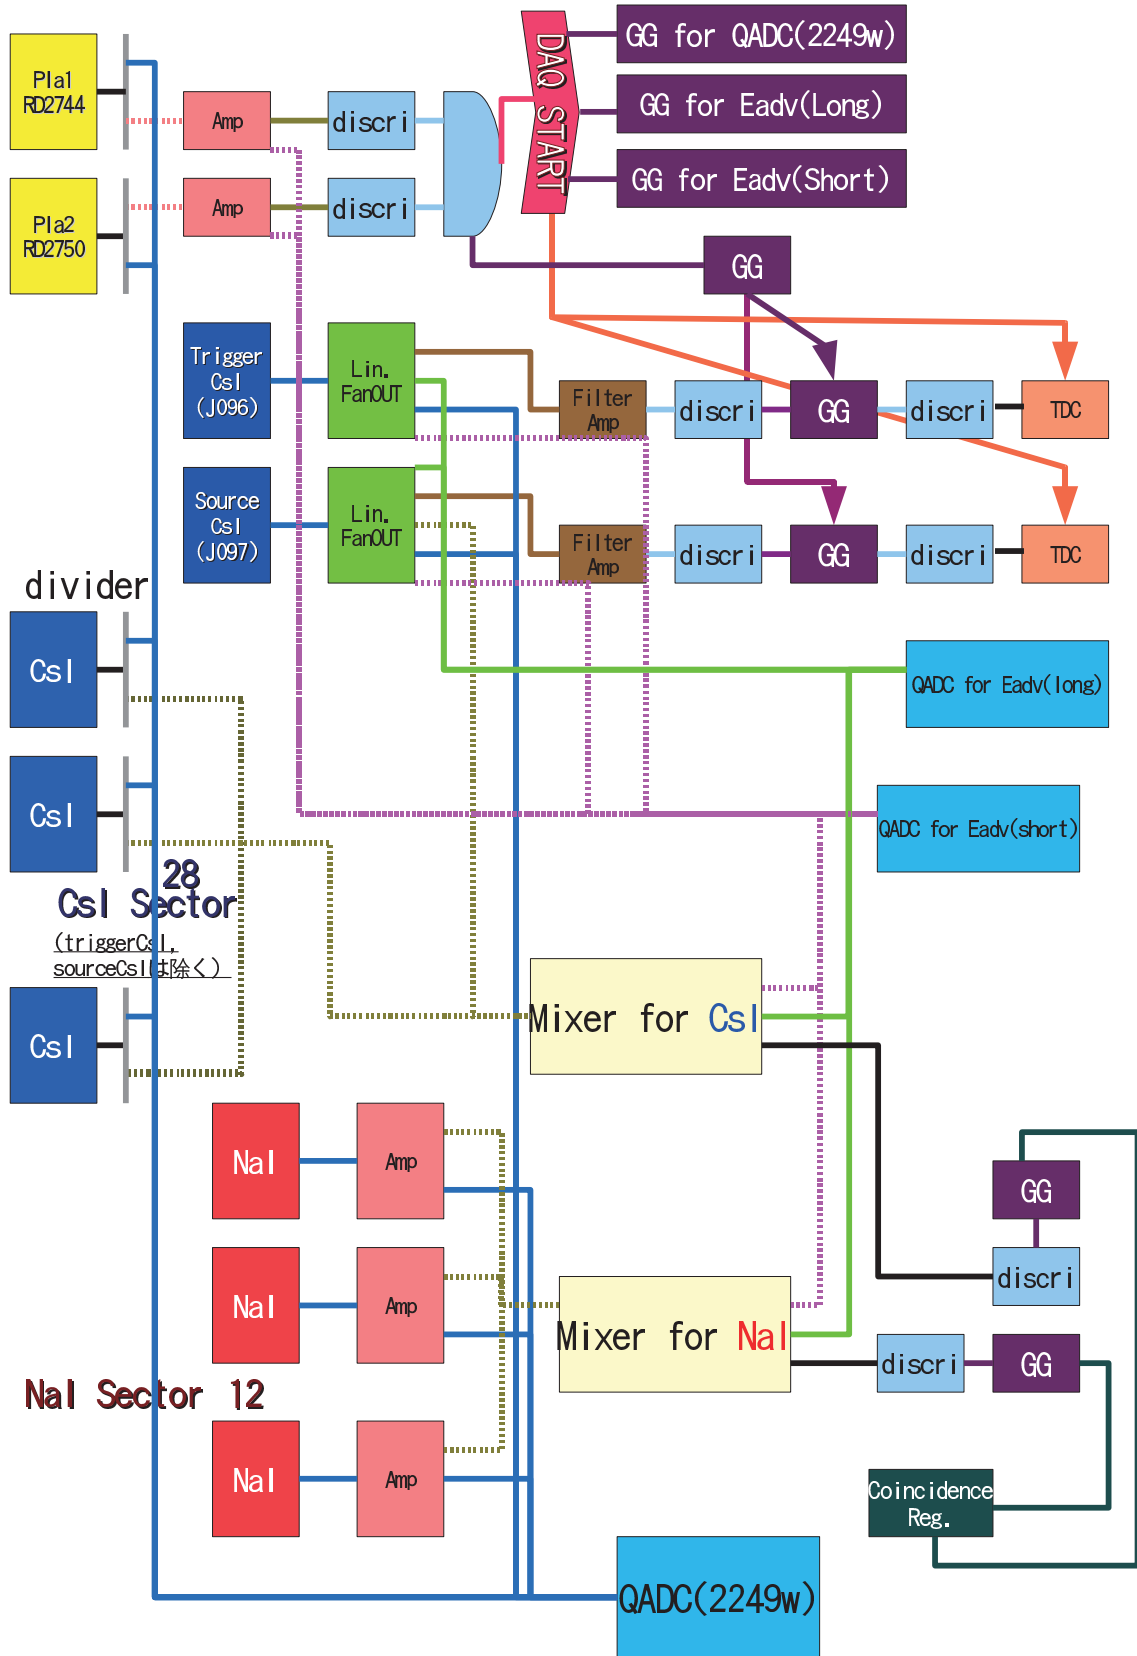 GG for QADC(2249w)
DAQ START
GG for Eadv(Long)
GG for Eadv(Short)
Pla1
RD2744
Amp
discri
Pla2
RD2750
Amp
discri
GG
Trigger
CsI
(J096)
Lin.
FanOUT
Filter
Amp
discri
GG
discri
TDC
Source
CsI
(J097)
Lin.
FanOUT
Filter
Amp
discri
GG
discri
TDC
divider
CsI
QADC for Eadv(long)
CsI
QADC for Eadv(short)
28
CsI Sector
(triggerCsI,
sourceCsIは除く)
Mixer for CsI
CsI
NaI
Amp
GG
discri
NaI
Amp
Mixer for NaI
discri
GG
NaI Sector 12
NaI
Amp
Coincidence
Reg.
QADC(2249w)